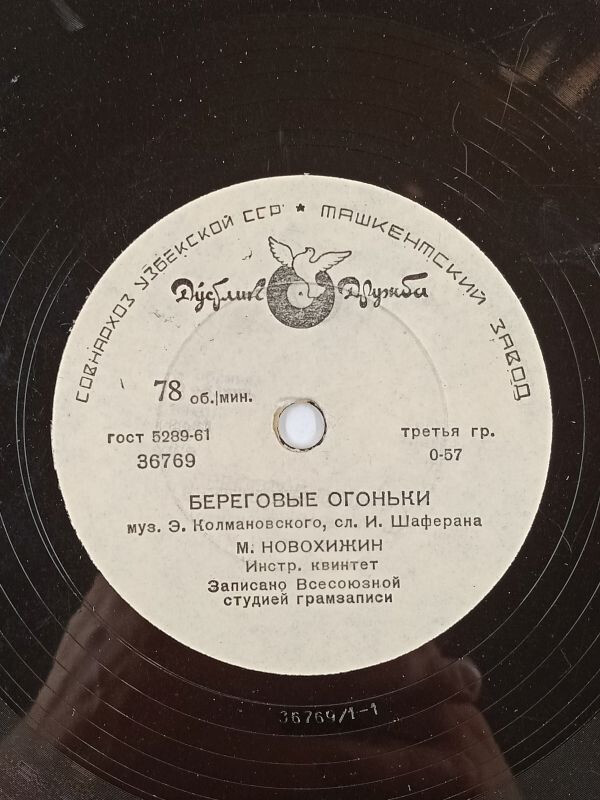 СОВНАРХОЗ УЗБЕКСКОЙ ССР ★ ТАШКЕНТСКИЙ ЗАВОД
Дўстлик Дружба
78 об.|мин.
гост 5289-61
третья гр.
36769
0-57
БЕРЕГОВЫЕ ОГОНЬКИ
муз. Э. Колмановского, сл. И. Шаферана
М. НОВОХИЖИН
Инстр. квинтет
Записано Всесоюзной
студией грамзаписи
36769/1-1